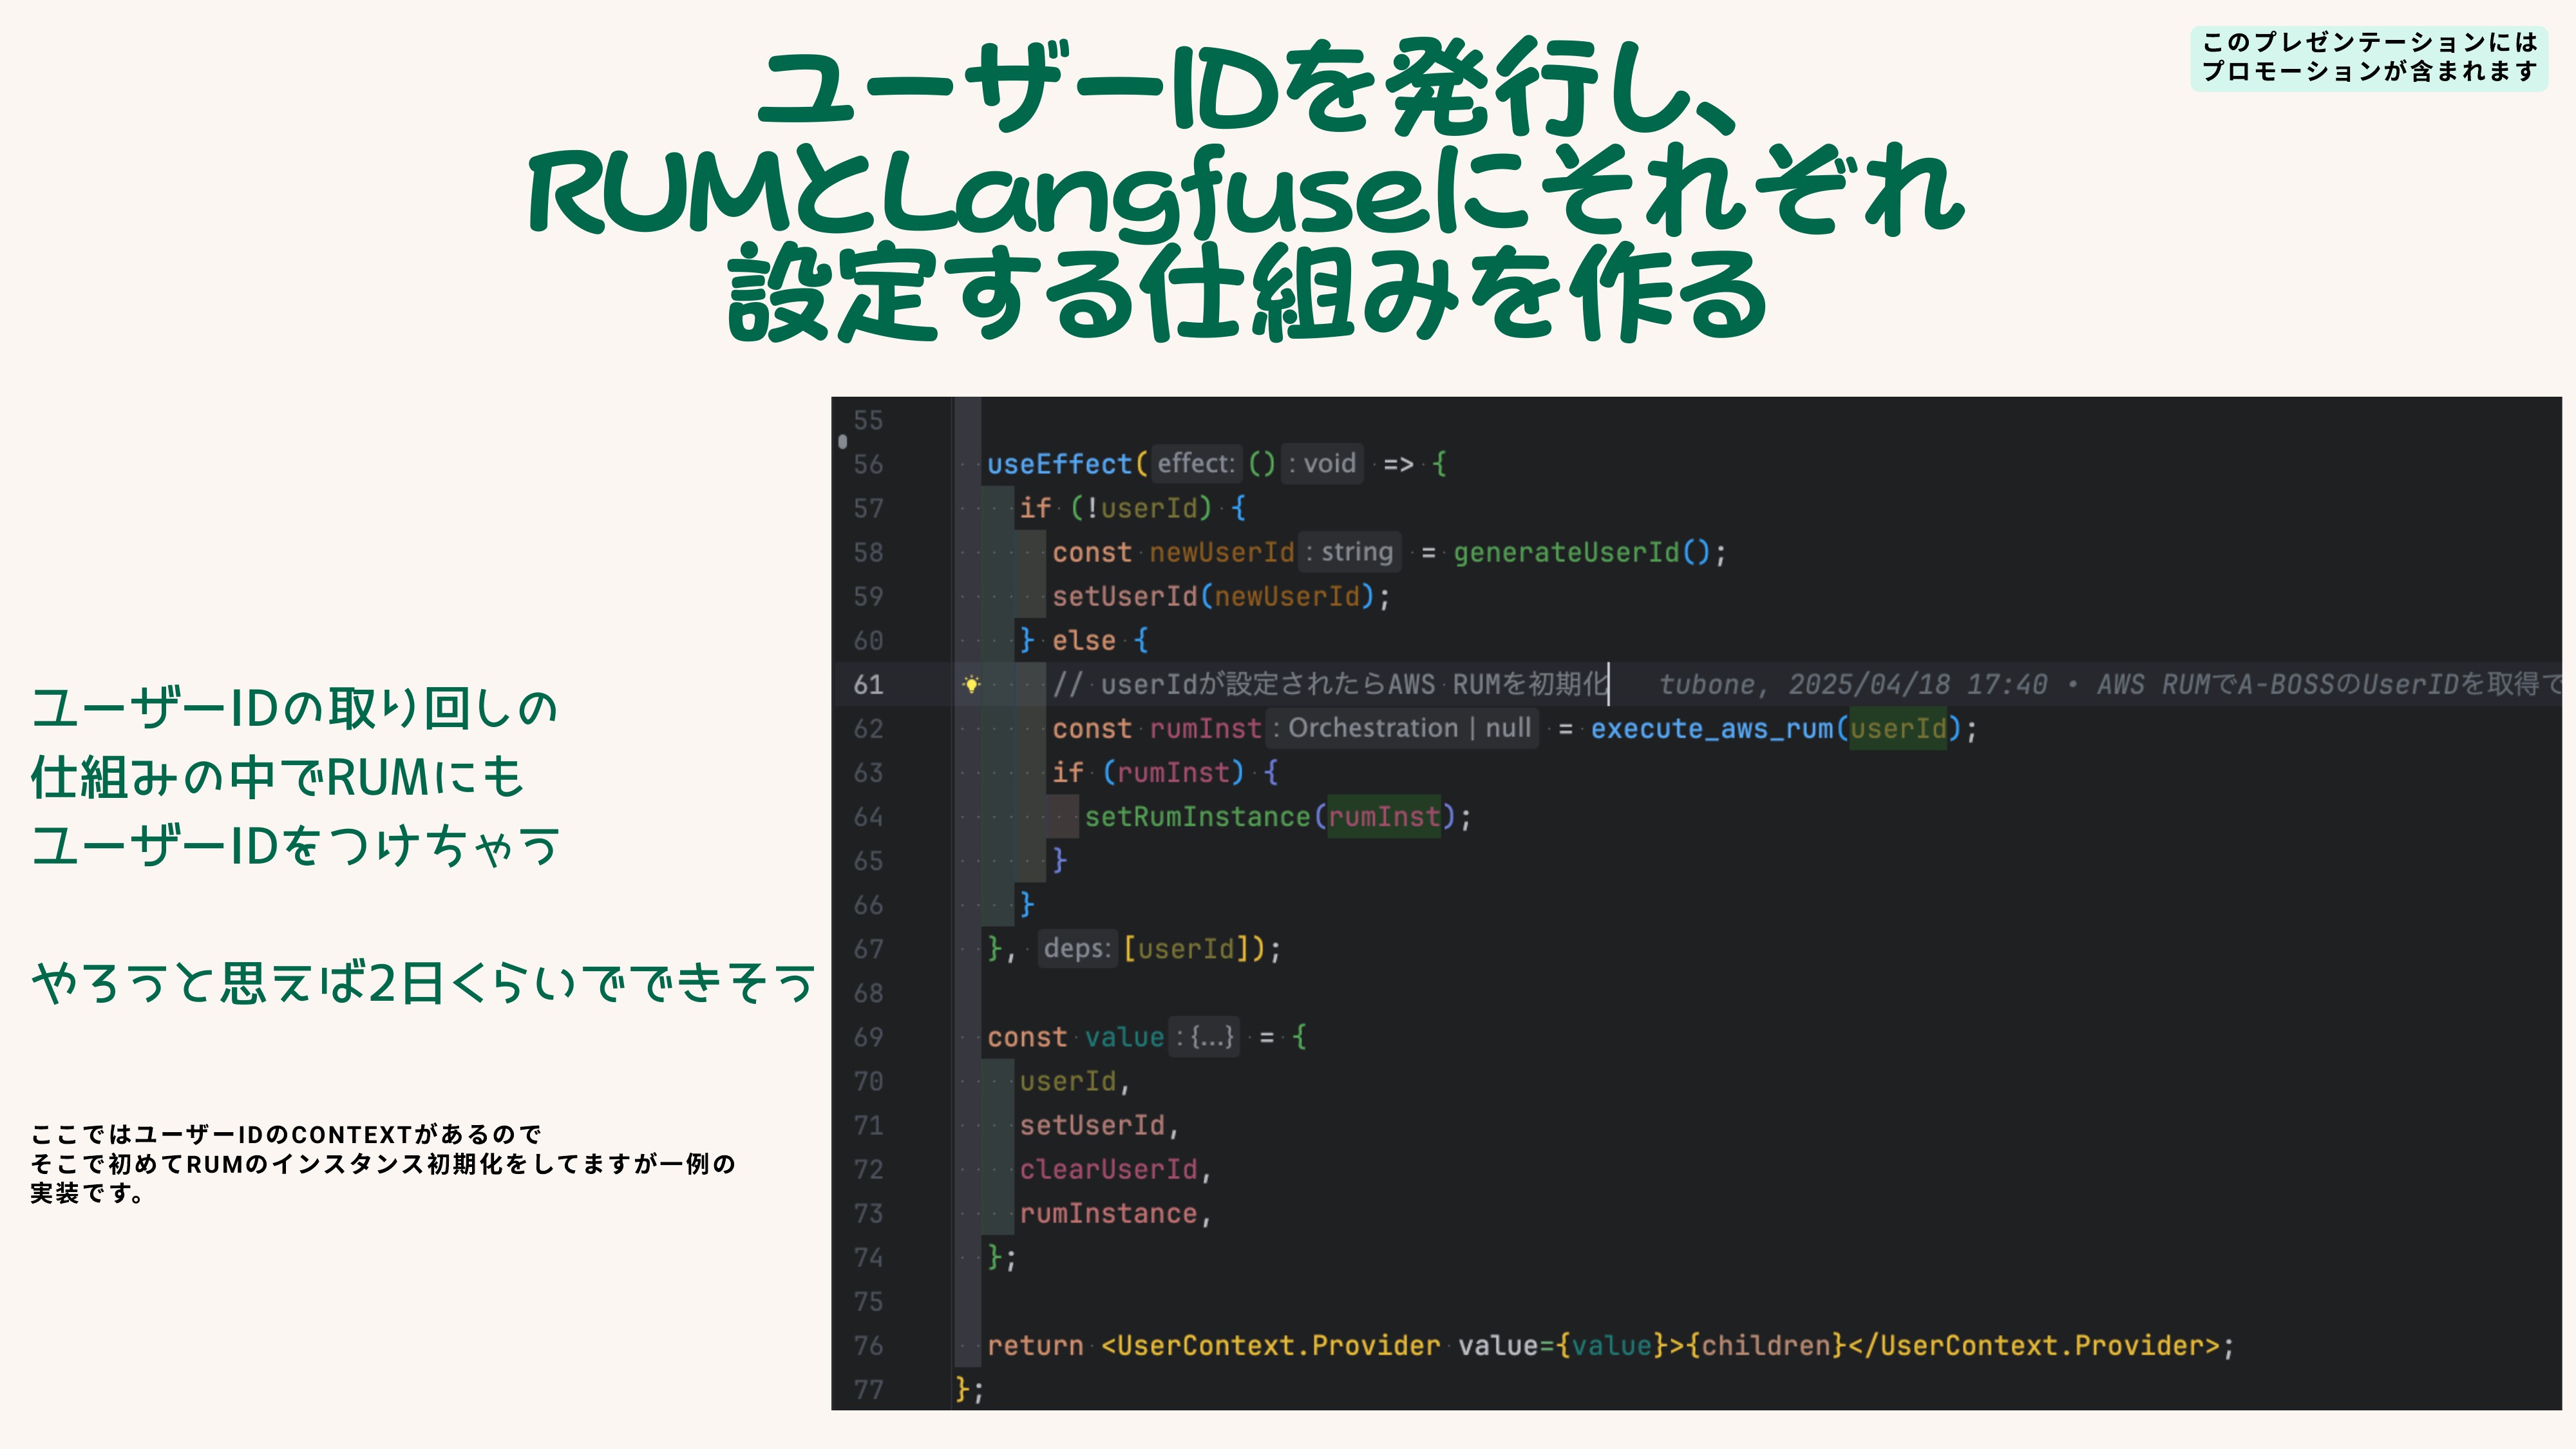 ユーザーIDを発行し、
RUMとLangfuseにそれぞれ
設定する仕組みを作る
このプレゼンテーションには
プロモーションが含まれます
ユーザーIDの取り回しの
仕組みの中でRUMにも
ユーザーIDをつけちゃう
やろうと思えば2日くらいでできそう
ここではユーザーIDのCONTEXTがあるので
そこで初めてRUMのインスタンス初期化をしてますが一例の
実装です。
55
56 useEffect( effect: () : void => {
57 if (!userId) {
58 const newUserId : string = generateUserId();
59 setUserId(newUserId);
60 } else {
61 // userIdが設定されたらAWS RUMを初期化 tubone, 2025/04/18 17:40 • AWS RUMでA-BOSSのUserIDを取得で
62 const rumInst : Orchestration | null = execute_aws_rum(userId);
63 if (rumInst) {
64 setRumInstance(rumInst);
65 }
66 }
67 }, deps: [userId]);
68
69 const value : {...} = {
70 userId,
71 setUserId,
72 clearUserId,
73 rumInstance,
74 };
75
76 return <UserContext.Provider value={value}>{children}</UserContext.Provider>;
77 };